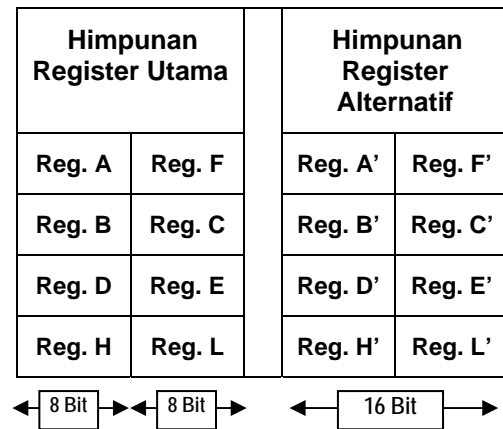 Himpunan
Register Utama
Himpunan
Register
Alternatif
Reg. A Reg. F Reg. A’ Reg. F’
Reg. B Reg. C Reg. B’ Reg. C’
Reg. D Reg. E Reg. D’ Reg. E’
Reg. H Reg. L Reg. H’ Reg. L’
8 Bit 8 Bit 16 Bit